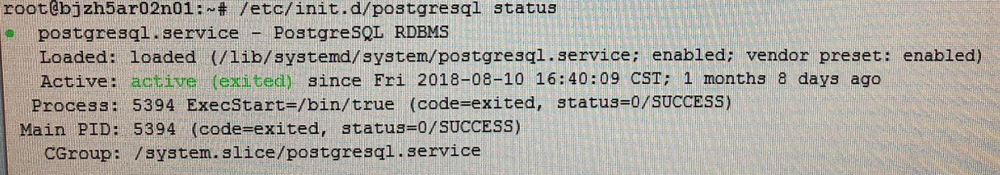 root@bjzh5ar02n01:~# /etc/init.d/postgresql status
● postgresql.service - PostgreSQL RDBMS
Loaded: loaded (/lib/systemd/system/postgresql.service; enabled; vendor preset: enabled)
Active: active (exited) since Fri 2018-08-10 16:40:09 CST; 1 months 8 days ago
Process: 5394 ExecStart=/bin/true (code=exited, status=0/SUCCESS)
Main PID: 5394 (code=exited, status=0/SUCCESS)
CGroup: /system.slice/postgresql.service